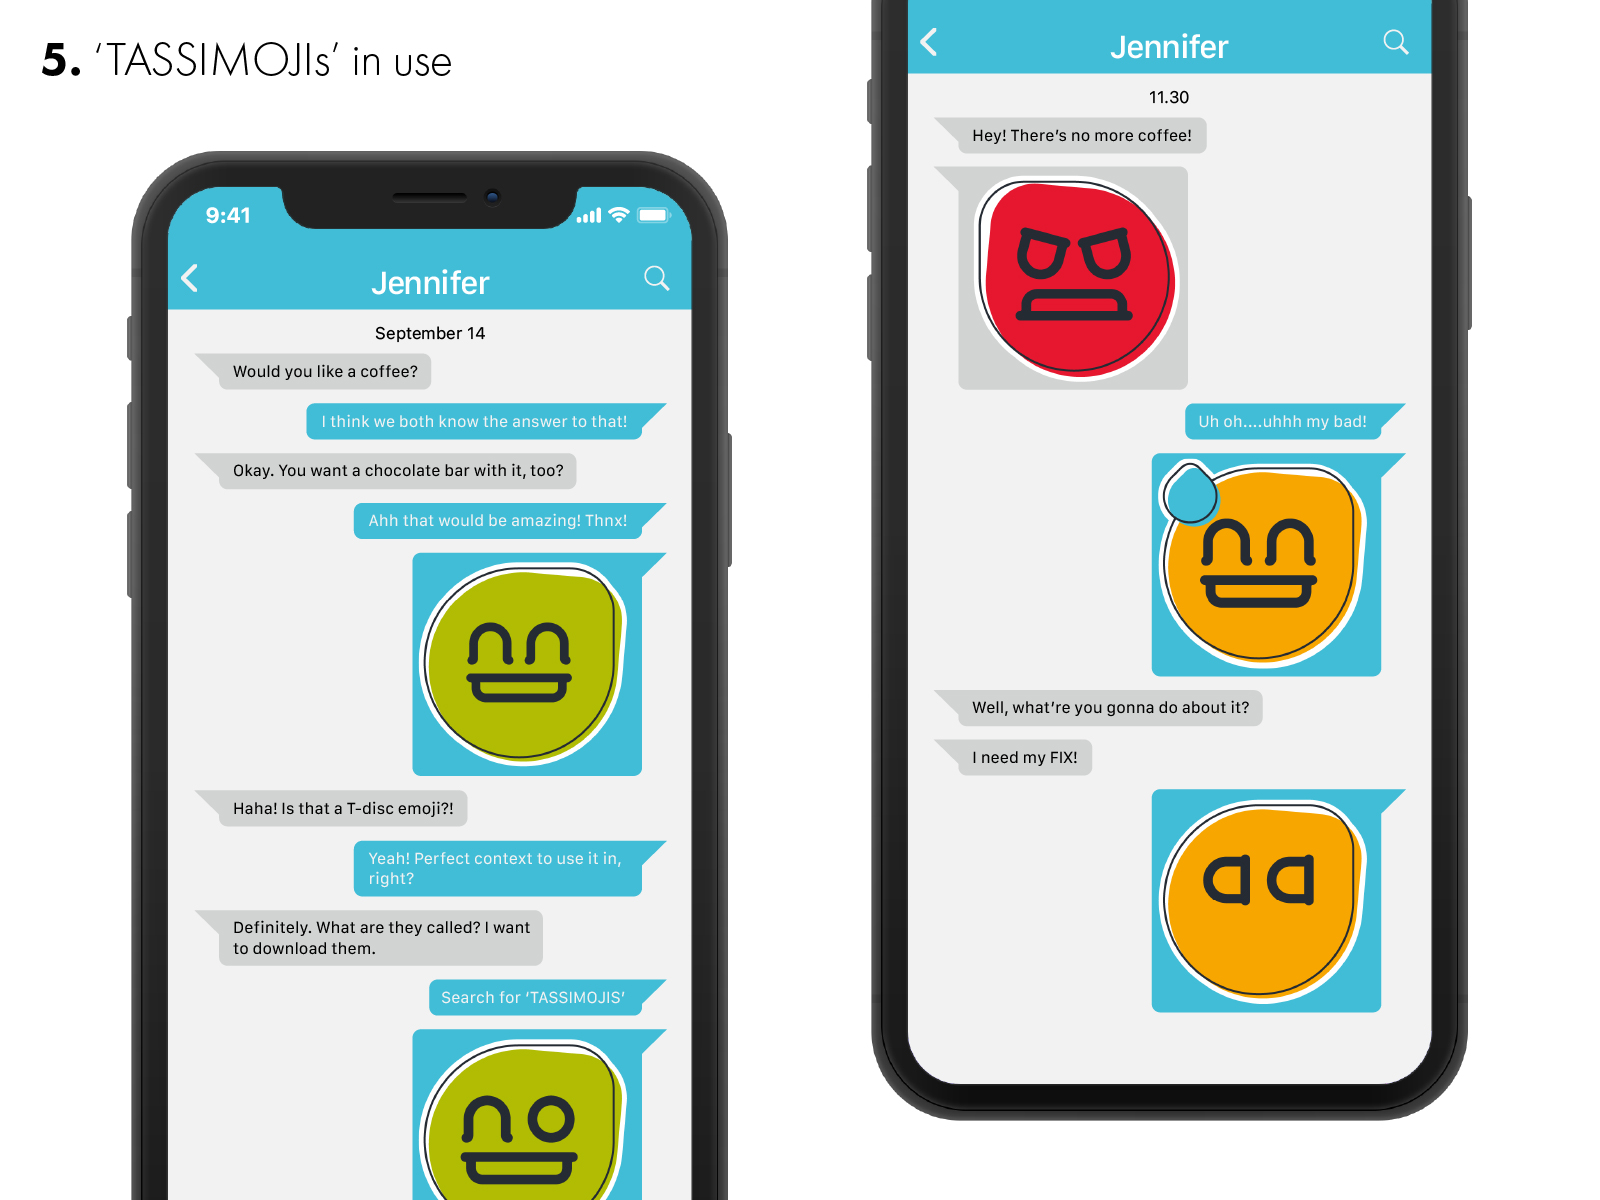 5. ‘TASSIMOJIs’ in use
9:41
Jennifer
September 14
Would you like a coffee?
I think we both know the answer to that!
Okay. You want a chocolate bar with it, too?
Ahh that would be amazing! Thnx!
Haha! Is that a T-disc emoji?!
Yeah! Perfect context to use it in,
right?
Definitely. What are they called? I want
to download them.
Search for ‘TASSIMOJIS’
Jennifer
11.30
Hey! There’s no more coffee!
Uh oh....uhhh my bad!
Well, what’re you gonna do about it?
I need my FIX!